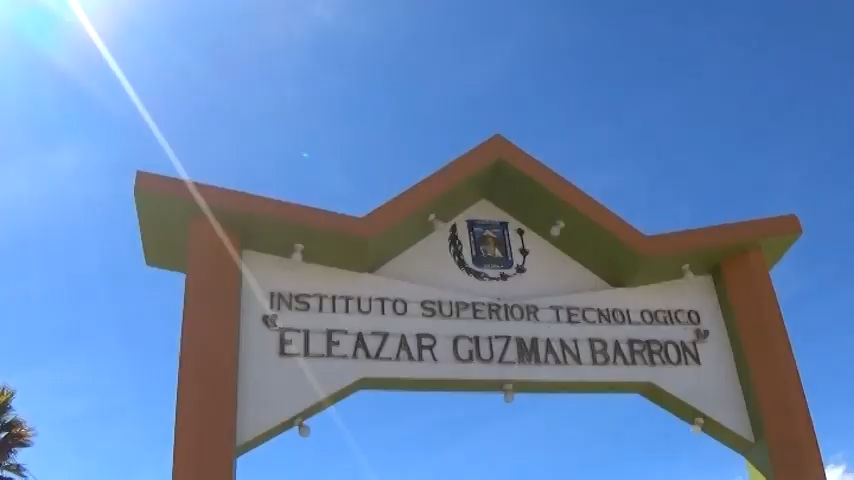 INSTITUTO SUPERIOR TECNOLOGICO
"ELEAZAR GUZMAN BARRON"